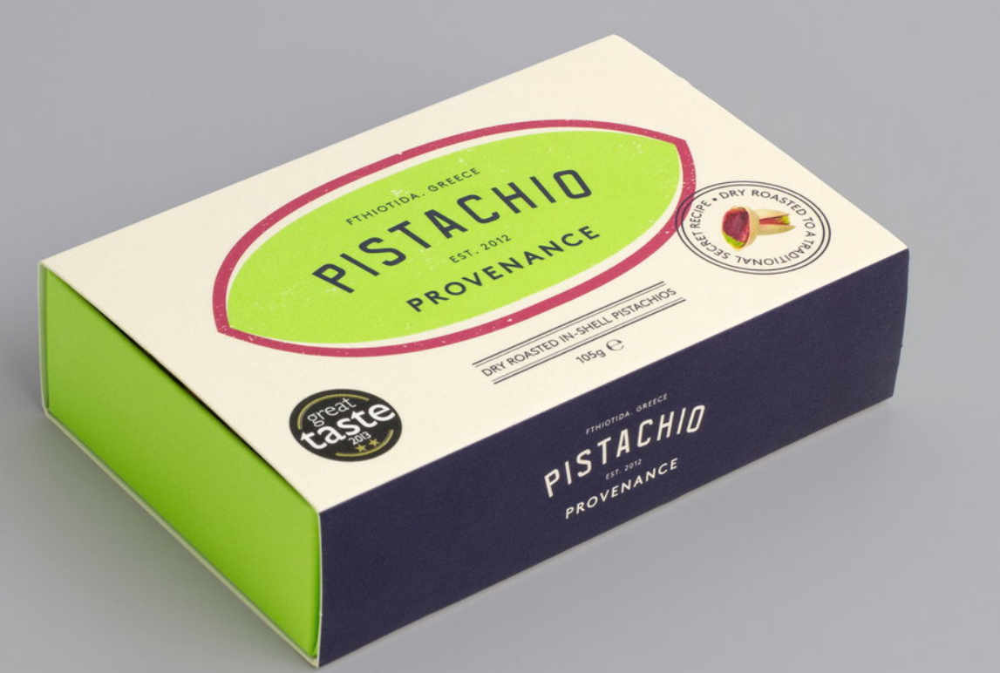 FTHIOTIDA. GREECE
PISTACHIO
EST. 2012
PROVENANCE
DRY ROASTED TO A TRADITIONAL SECRET RECIPE •
DRY ROASTED IN-SHELL PISTACHIOS
105g ℮
great
taste
2013
FTHIOTIDA. GREECE
PISTACHIO
EST. 2012
PROVENANCE